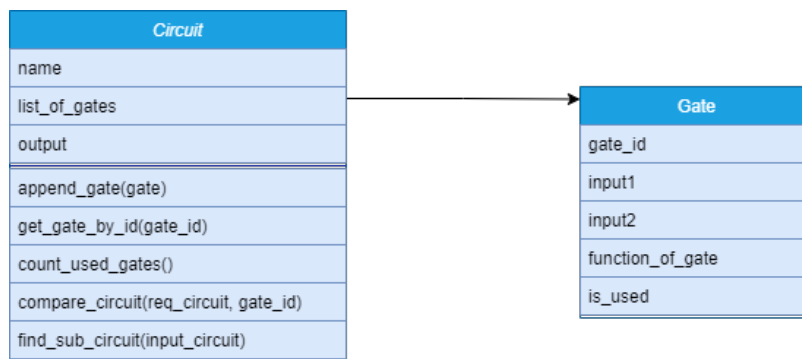 Circuit
name
list_of_gates
output
append_gate(gate)
get_gate_by_id(gate_id)
count_used_gates()
compare_circuit(req_circuit, gate_id)
find_sub_circuit(input_circuit)
Gate
gate_id
input1
input2
function_of_gate
is_used